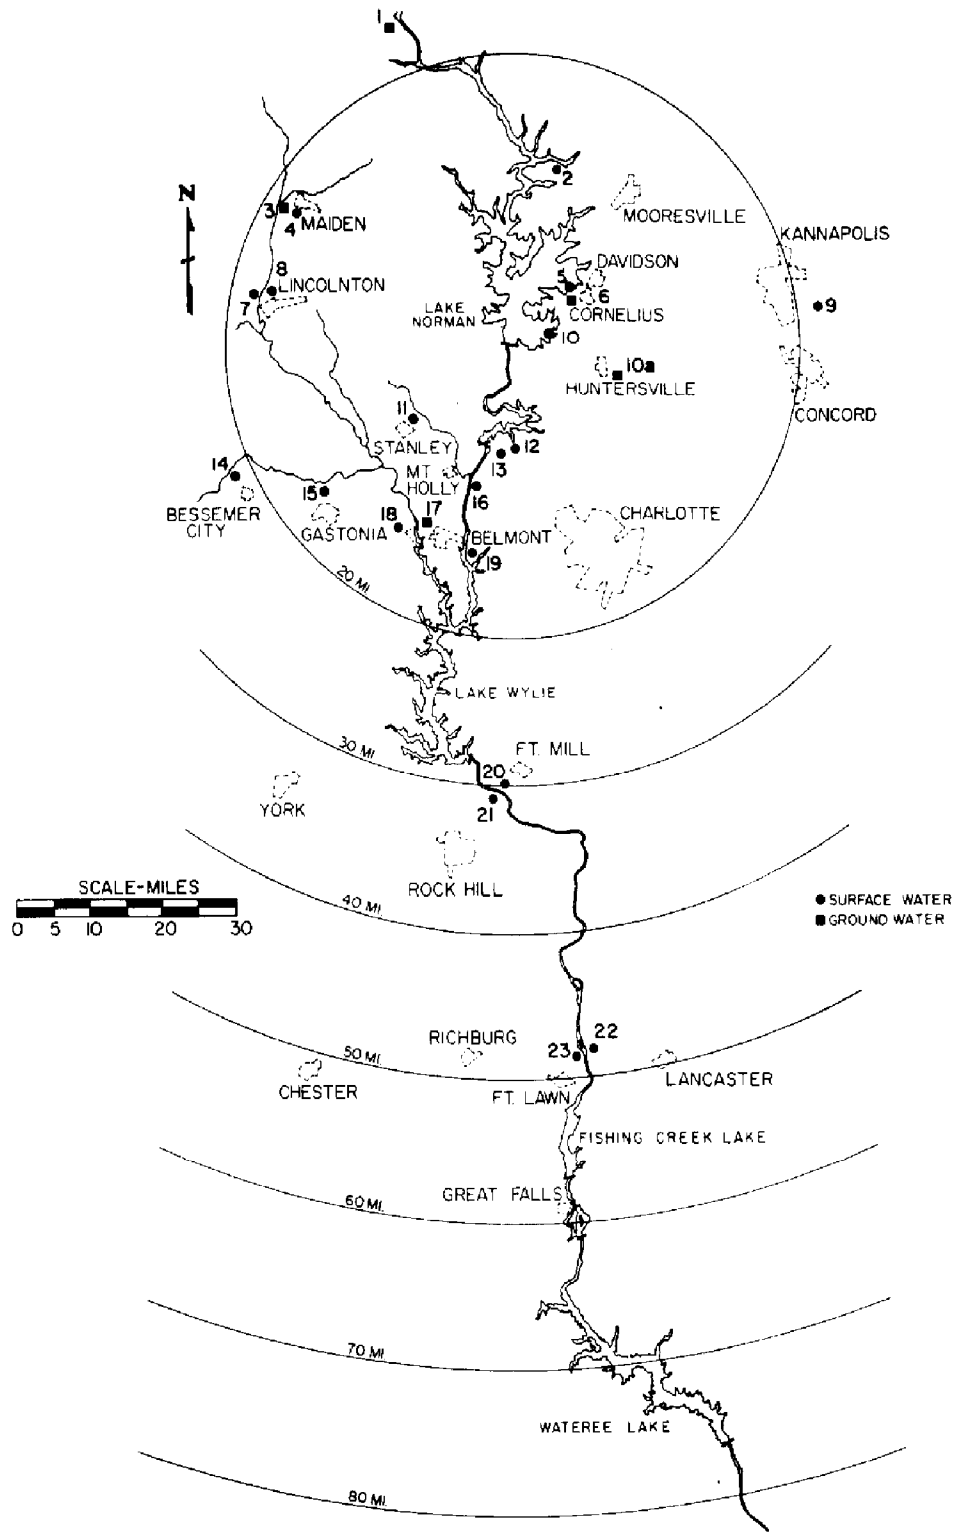 1
2
N
MOORESVILLE
3
4
MAIDEN
KANNAPOLIS
8
LINCOLNTON
7
DAVIDSON
5
6
CORNELIUS
9
LAKE
NORMAN
10
10a
HUNTERSVILLE
CONCORD
11
STANLEY
12
13
MT.
HOLLY
14
15
16
BESSEMER
CITY
GASTONIA
18
17
BELMONT
CHARLOTTE
19
20 MI.
LAKE WYLIE
30 MI.
FT. MILL
20
21
YORK
ROCK HILL
SCALE-MILES
0 5 10 20 30
40 MI.
SURFACE WATER
GROUND WATER
RICHBURG
22
23
50 MI.
CHESTER
LANCASTER
FT. LAWN
FISHING CREEK LAKE
GREAT FALLS
60 MI.
70 MI.
WATEREE LAKE
80 MI.